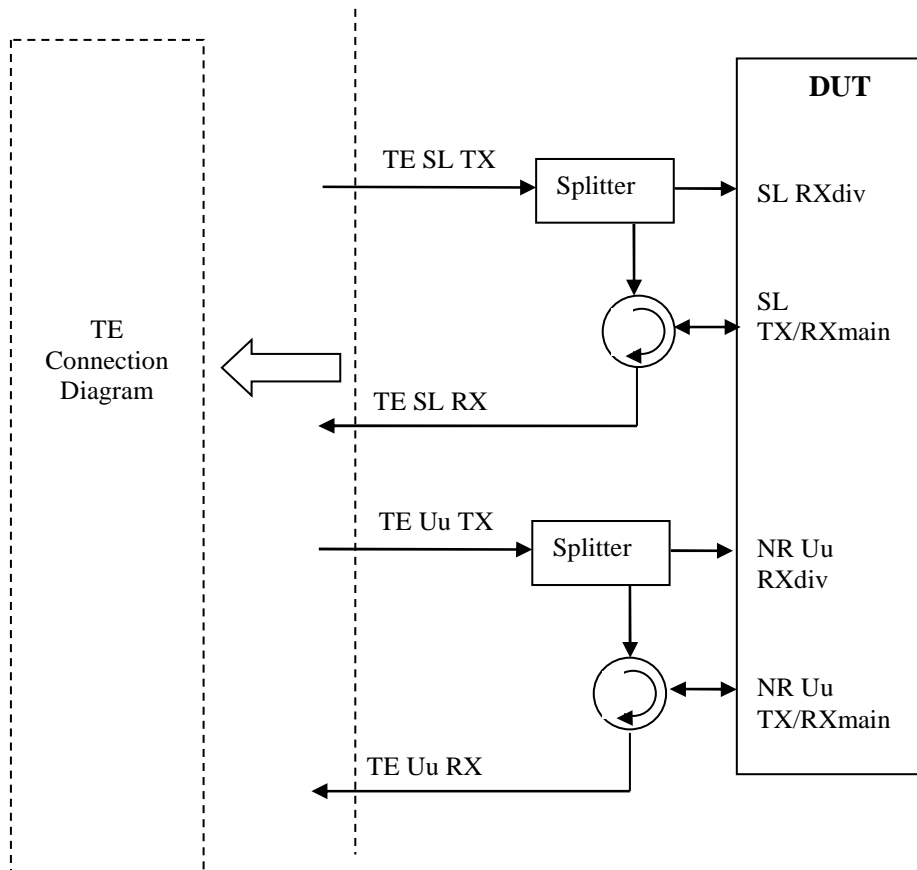 DUT
TE SL TX
Splitter
SL RXdiv
SL
TX/RXmain
TE
Connection
Diagram
TE SL RX
TE Uu TX
Splitter
NR Uu
RXdiv
NR Uu
TX/RXmain
TE Uu RX